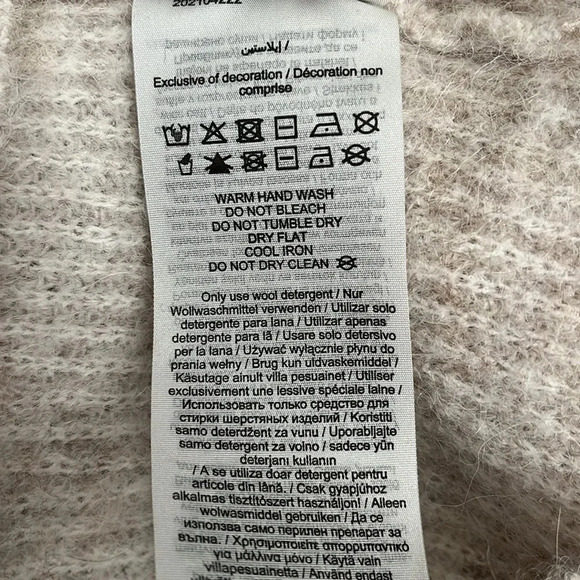 202104222
إيلاستين /
Exclusive of decoration / Décoration non
comprise
WARM HAND WASH
DO NOT BLEACH
DO NOT TUMBLE DRY
DRY FLAT
COOL IRON
DO NOT DRY CLEAN
Only use wool detergent / Nur
Wollwaschmittel verwenden / Utilizar solo
detergente para lana / Utilizar apenas
detergente para lã / Usare solo detersivo
per la lana / Używać wyłącznie płynu do
prania wełny / Brug kun uldvaskemiddel /
Käsutage ainult villa pesuainet / Utiliser
exclusivement une lessive spéciale laine /
Использовать только средство для
стирки шерстяных изделий / Koristiti
samo deterdžent za vunu / Uporabljajte
samo detergent za volno / sadece yün
deterjanı kullanın
/ A se utiliza doar detergent pentru
articole din lână. / Csak gyapjúhoz
alkalmas tisztítószert használjon! / Alleen
wolwasmiddel gebruiken / Да се
използва само перилен препарат за
вълна. / Χρησιμοποιείτε απορρυπαντικό
για μάλλινα μόνο / Käytä vain
villapesuainetta / Använd endast